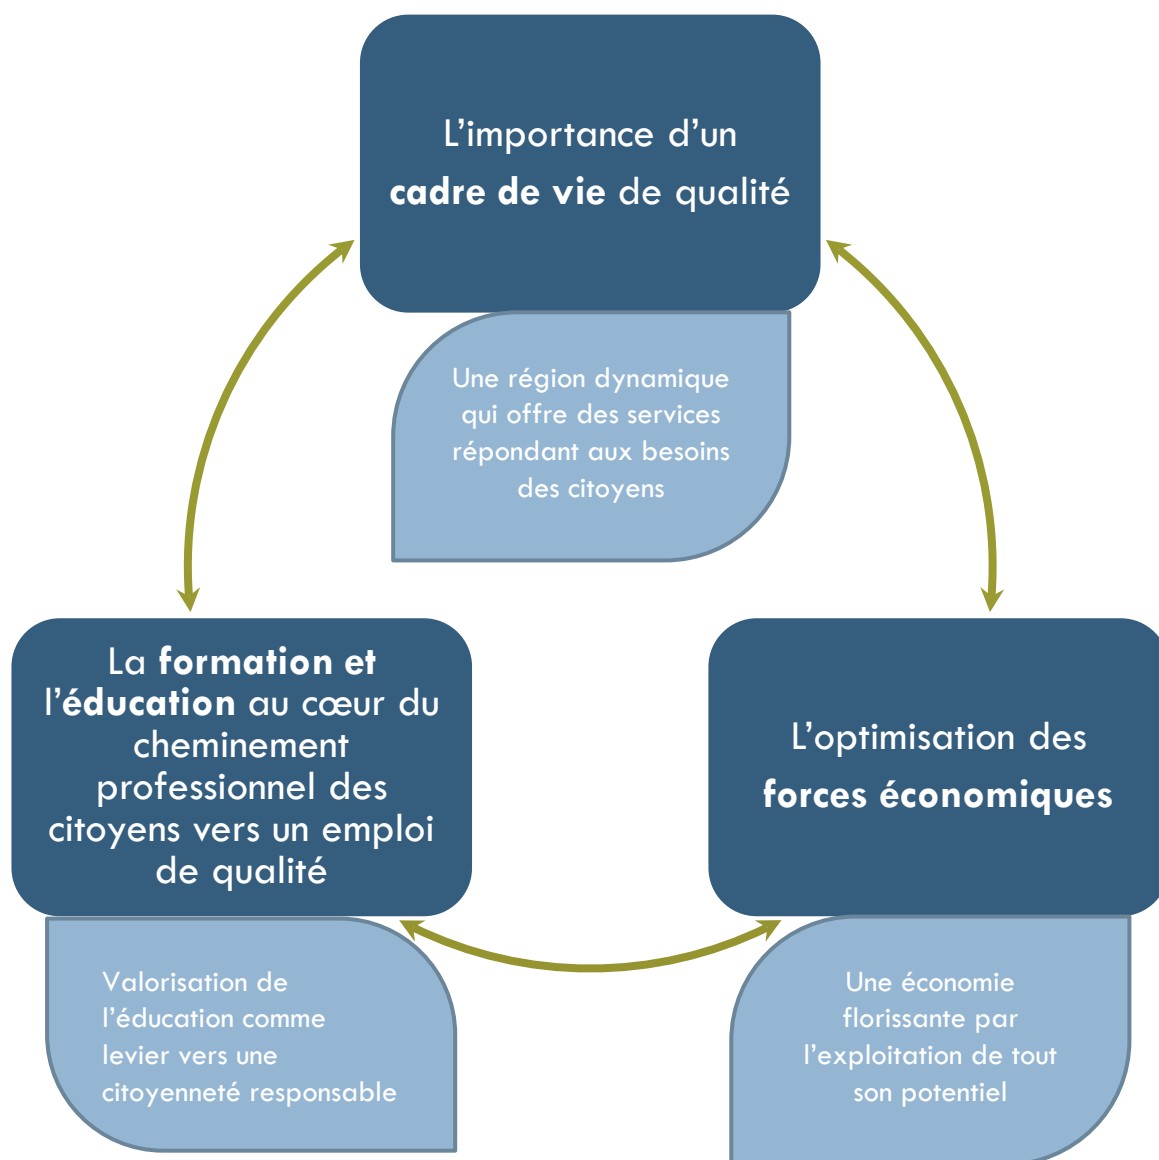 L’importance d’un
cadre de vie de qualité
Une région dynamique
qui offre des services
répondant aux besoins
des citoyens
La formation et
l’éducation au cœur du
cheminement
professionnel des
citoyens vers un emploi
de qualité
Valorisation de
l’éducation comme
levier vers une
citoyenneté responsable
L’optimisation des
forces économiques
Une économie
florissante par
l’exploitation de tout
son potentiel